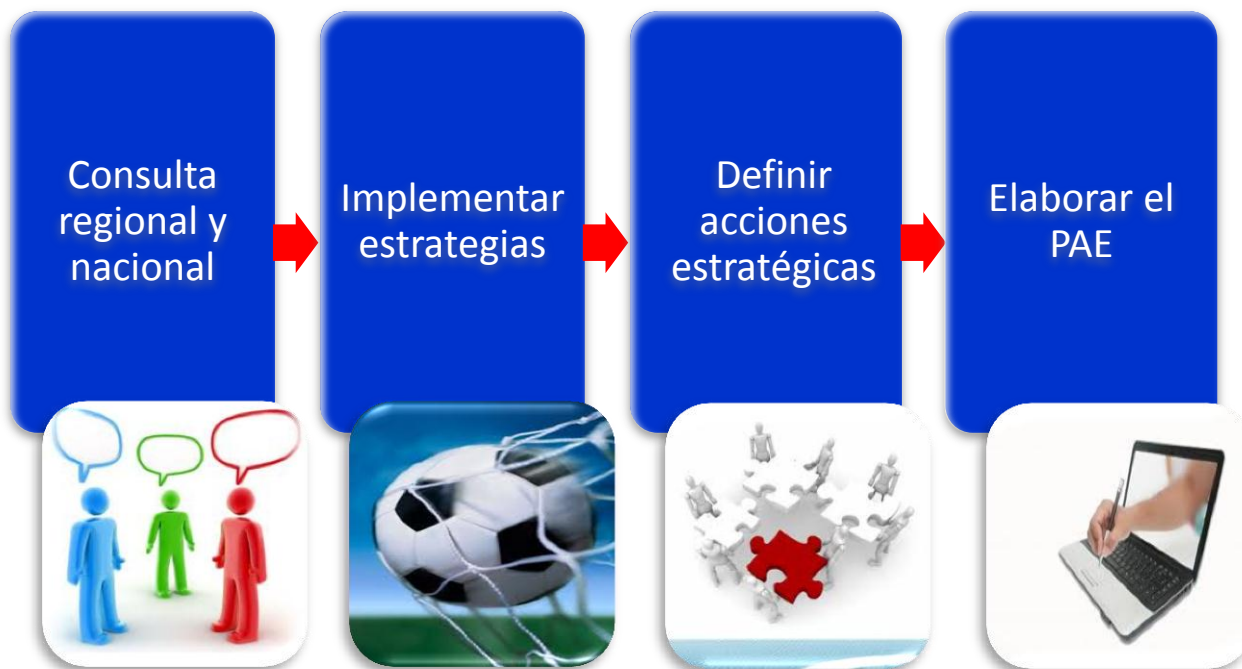 Consulta
regional y
nacional
Implementar
estrategias
Definir
acciones
estratégicas
Elaborar el
PAE